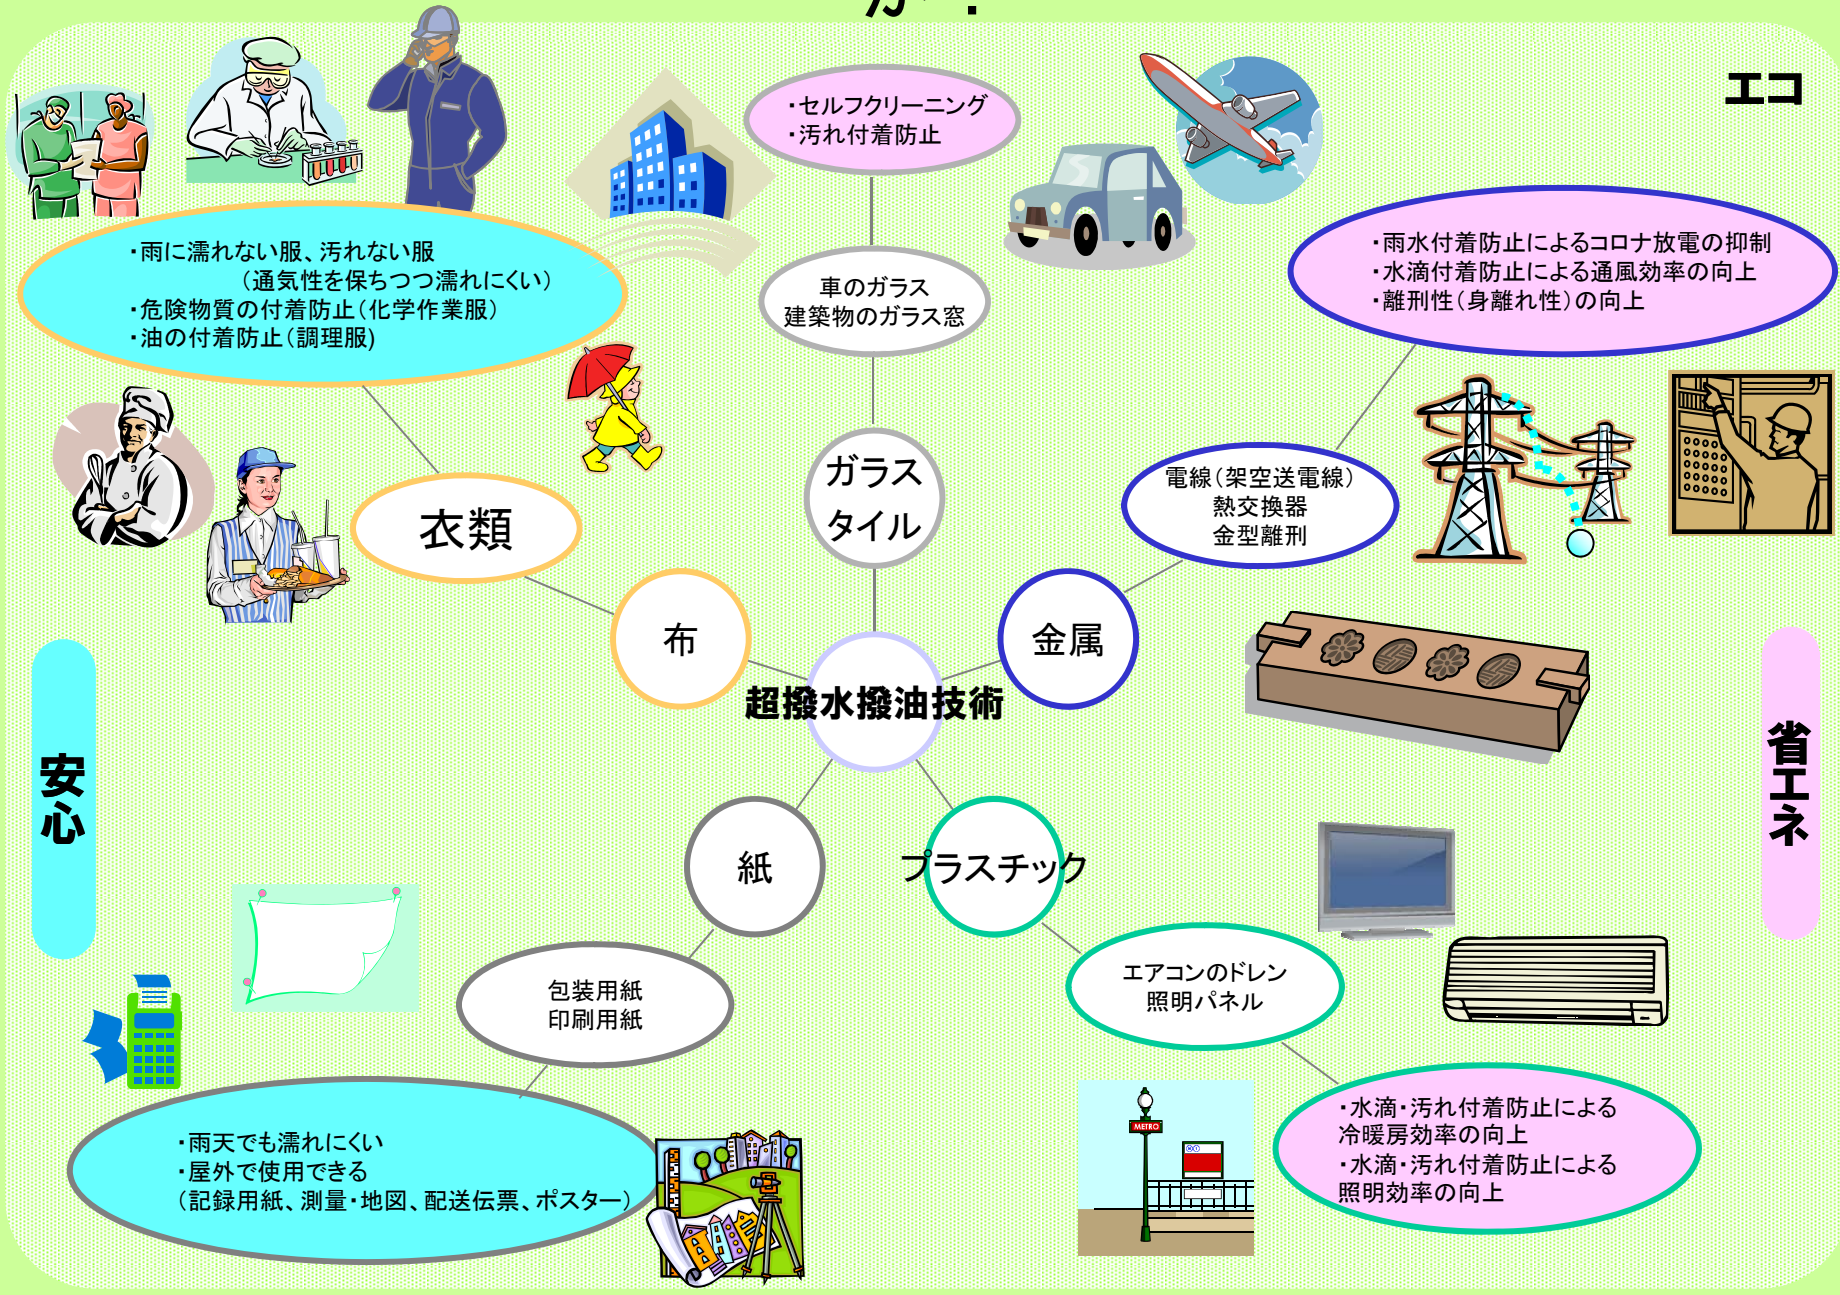 か？！
エコ
・セルフクリーニング
・汚れ付着防止
車のガラス
建築物のガラス窓
ガラス
タイル
・雨に濡れない服、汚れない服
（通気性を保ちつつ濡れにくい）
・危険物質の付着防止（化学作業服）
・油の付着防止（調理服)
衣類
布
・雨水付着防止によるコロナ放電の抑制
・水滴付着防止による通風効率の向上
・離刑性（身離れ性）の向上
電線（架空送電線）
熱交換器
金型離刑
金属
超撥水撥油技術
安心
省エネ
紙
包装用紙
印刷用紙
・雨天でも濡れにくい
・屋外で使用できる
（記録用紙、測量・地図、配送伝票、ポスター）
プラスチック
エアコンのドレン
照明パネル
・水滴・汚れ付着防止による
冷暖房効率の向上
・水滴・汚れ付着防止による
照明効率の向上
METRO